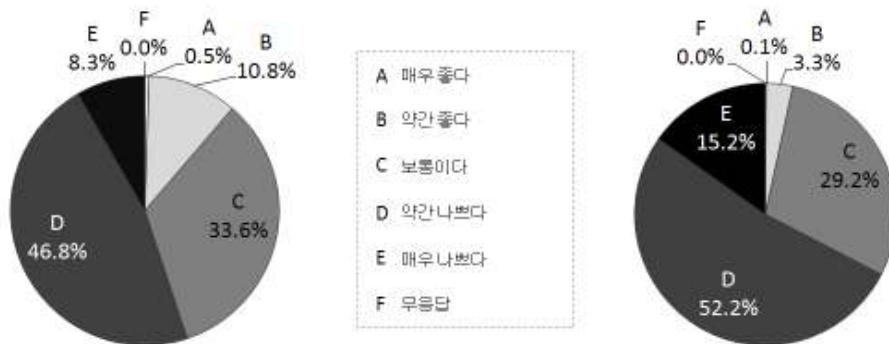 F
0.0%
A
0.5%
B
10.8%
E
8.3%
C
33.6%
D
46.8%
A 매우 좋다
B 약간 좋다
C 보통이다
D 약간 나쁘다
E 매우 나쁘다
F 무응답
F
0.0%
A
0.1%
B
3.3%
E
15.2%
C
29.2%
D
52.2%